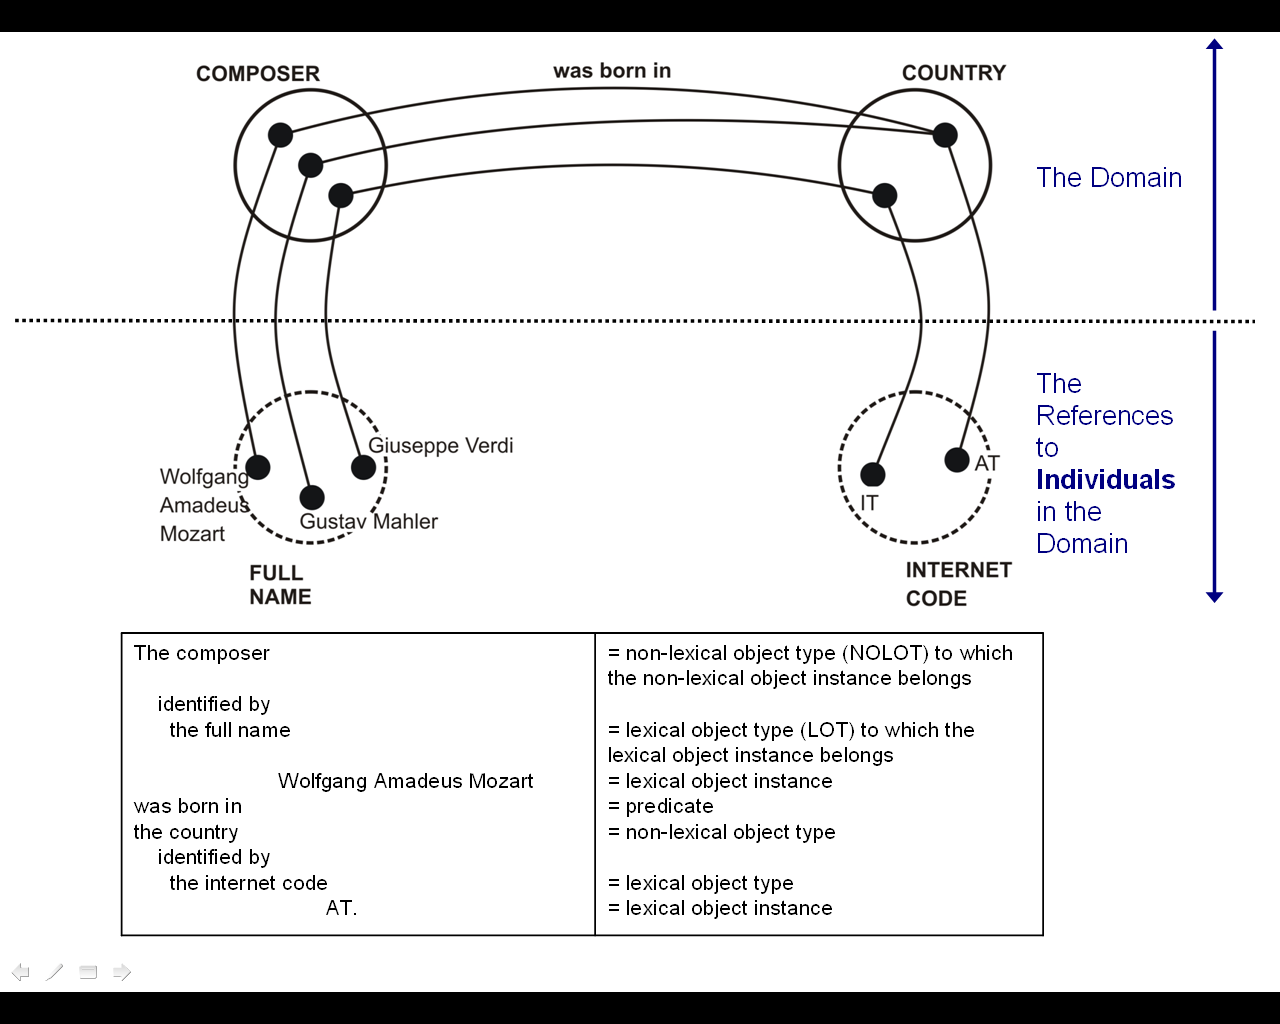 COMPOSER
was born in
COUNTRY
The Domain
Giuseppe Verdi
Wolfgang
Amadeus
Mozart
Gustav Mahler
AT
IT
FULL
NAME
INTERNET
CODE
The
References
to
Individuals
in the
Domain
The composer
= non-lexical object type (NOLOT) to which
the non-lexical object instance belongs
identified by
the full name
= lexical object type (LOT) to which the
lexical object instance belongs
Wolfgang Amadeus Mozart
= lexical object instance
was born in
= predicate
the country
= non-lexical object type
identified by
the internet code
= lexical object type
AT.
= lexical object instance